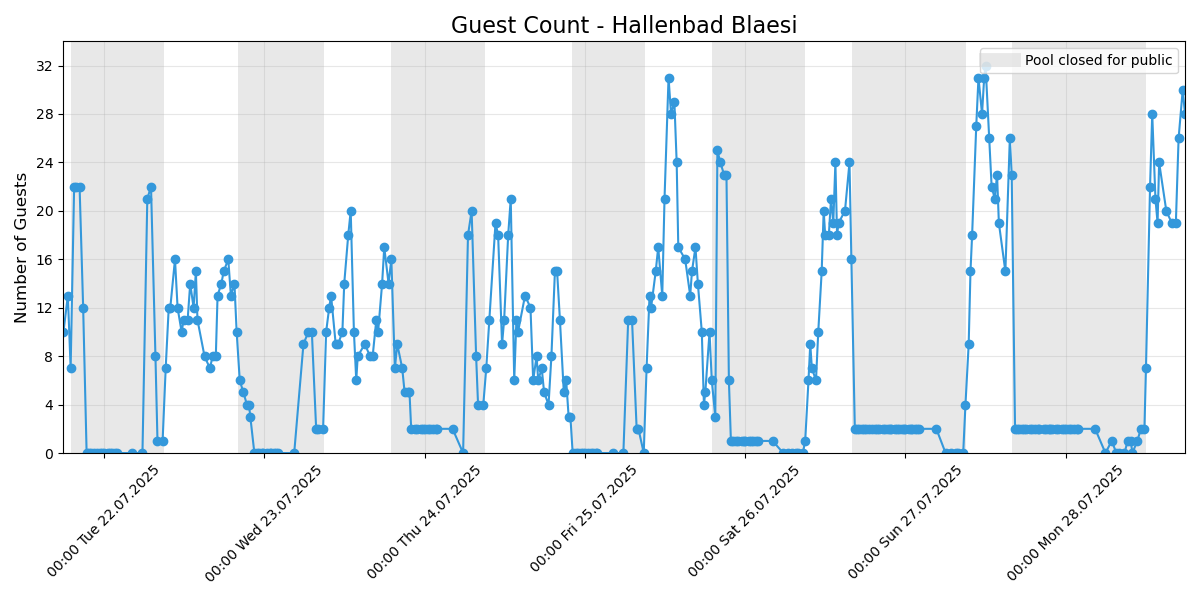 Guest Count - Hallenbad Blaesi
Pool closed for public
Number of Guests
32
28
24
20
16
12
8
4
0
00:00 Tue 22.07.2025
00:00 Wed 23.07.2025
00:00 Thu 24.07.2025
00:00 Fri 25.07.2025
00:00 Sat 26.07.2025
00:00 Sun 27.07.2025
00:00 Mon 28.07.2025